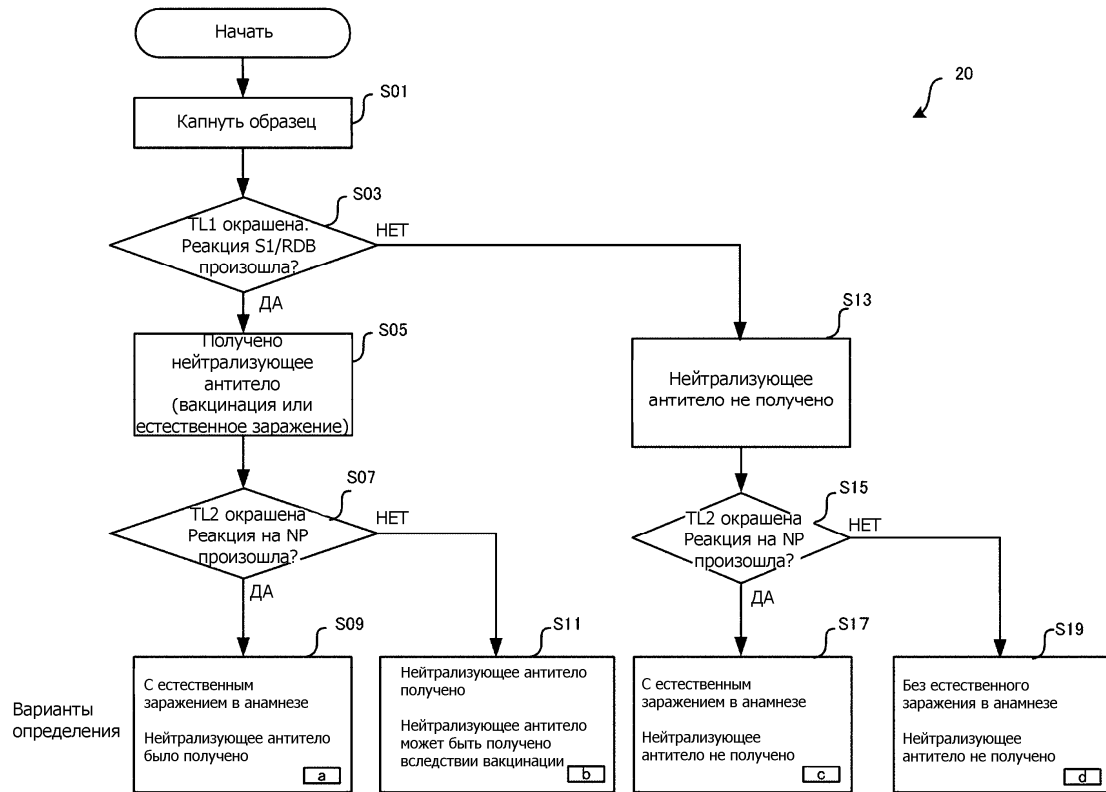 Начать
20
S01
Капнуть образец
S03
TL1 окрашена.
Реакция S1/RDB
произошла?
НЕТ
ДА
S05
Получено
нейтрализующее
антитело
(вакцинация или
естественное заражение)
S13
Нейтрализующее
антитело не получено
S07
TL2 окрашена
Реакция на NP
произошла?
НЕТ
ДА
S15
TL2 окрашена
Реакция на NP
произошла?
НЕТ
ДА
Варианты
определения
S09
С естественным
заражением в анамнезе
Нейтрализующее антитело
было получено
a
S11
Нейтрализующее антитело
получено
Нейтрализующее антитело
может быть получено
вследствии вакцинации
b
S17
С естественным
заражением в анамнезе
Нейтрализующее
антитело не получено
c
S19
Без естественного
заражения в анамнезе
Нейтрализующее
антитело не получено
d